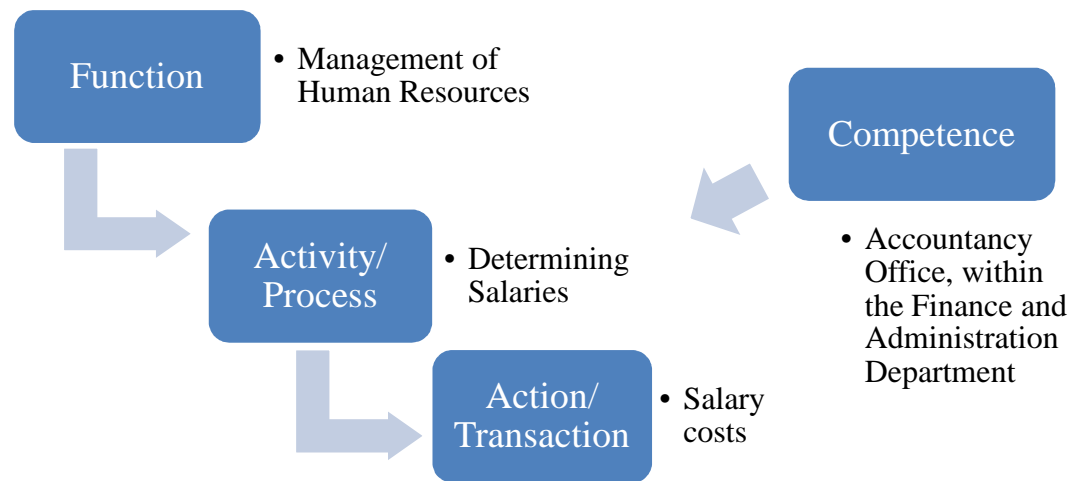 Function
• Management of
Human Resources
Competence
• Accountancy
Office, within
the Finance and
Administration
Department
Activity/
Process
• Determining
Salaries
Action/
Transaction
• Salary
costs